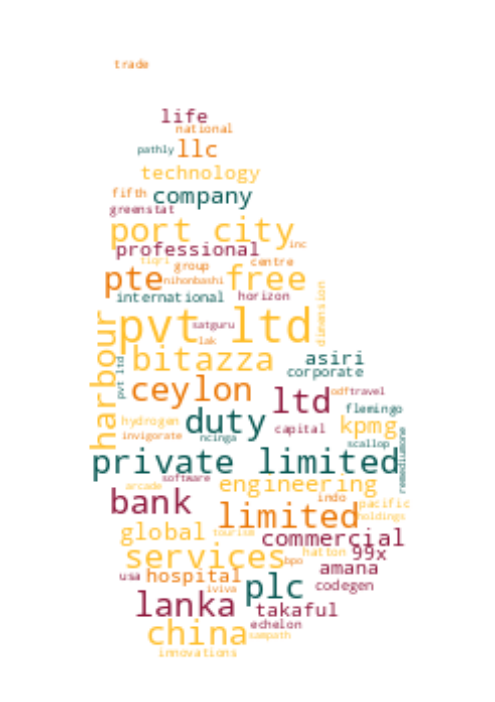 trade
life
national
pathly llc
technology
fifth company
greenstat
port city
professional inc
tiqri group centre
pte nihonbashi free
international horizon
dimension
pvt ltd
satguru
lak
harbour
bitazza asiri
pvt ltd corporate
ceylon ltd adftravel
duty flemingo
hydrogen capital kpmg
invigorate ncinga scallop
remediumone
private limited
software engineering
arcade indo pacific
bank limited holdings
global tourism commercial
services hatton 99x
bpo amana
usa hospital plc codegen
iviva
lanka takaful
echelon
china sampath
innovations